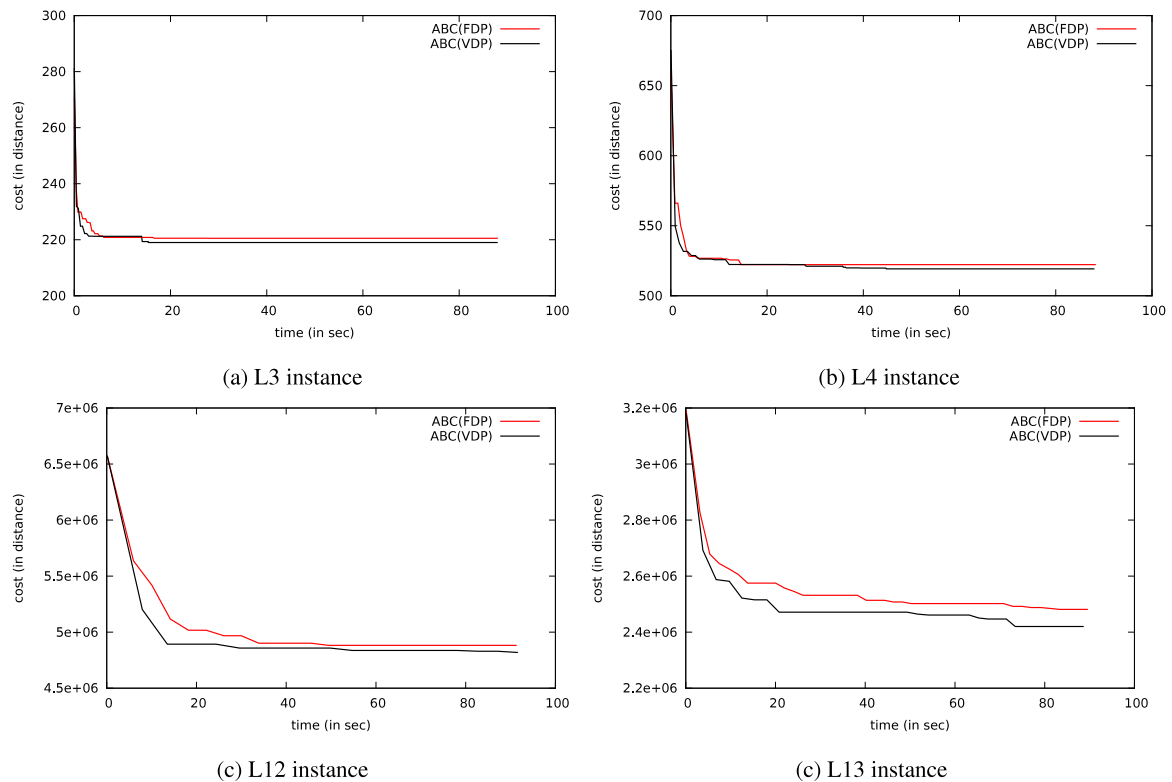 300
280
260
240
220
200
0
20
40
60
80
100
cost (in distance)
time (in sec)
ABC(FDP)
ABC(VDP)
(a) L3 instance
700
650
600
550
500
0
20
40
60
80
100
cost (in distance)
time (in sec)
ABC(FDP)
ABC(VDP)
(b) L4 instance
7e+06
6.5e+06
6e+06
5.5e+06
5e+06
4.5e+06
0
20
40
60
80
100
cost (in distance)
time (in sec)
ABC(FDP)
ABC(VDP)
(c) L12 instance
3.2e+06
3e+06
2.8e+06
2.6e+06
2.4e+06
2.2e+06
0
20
40
60
80
100
cost (in distance)
time (in sec)
ABC(FDP)
ABC(VDP)
(c) L13 instance